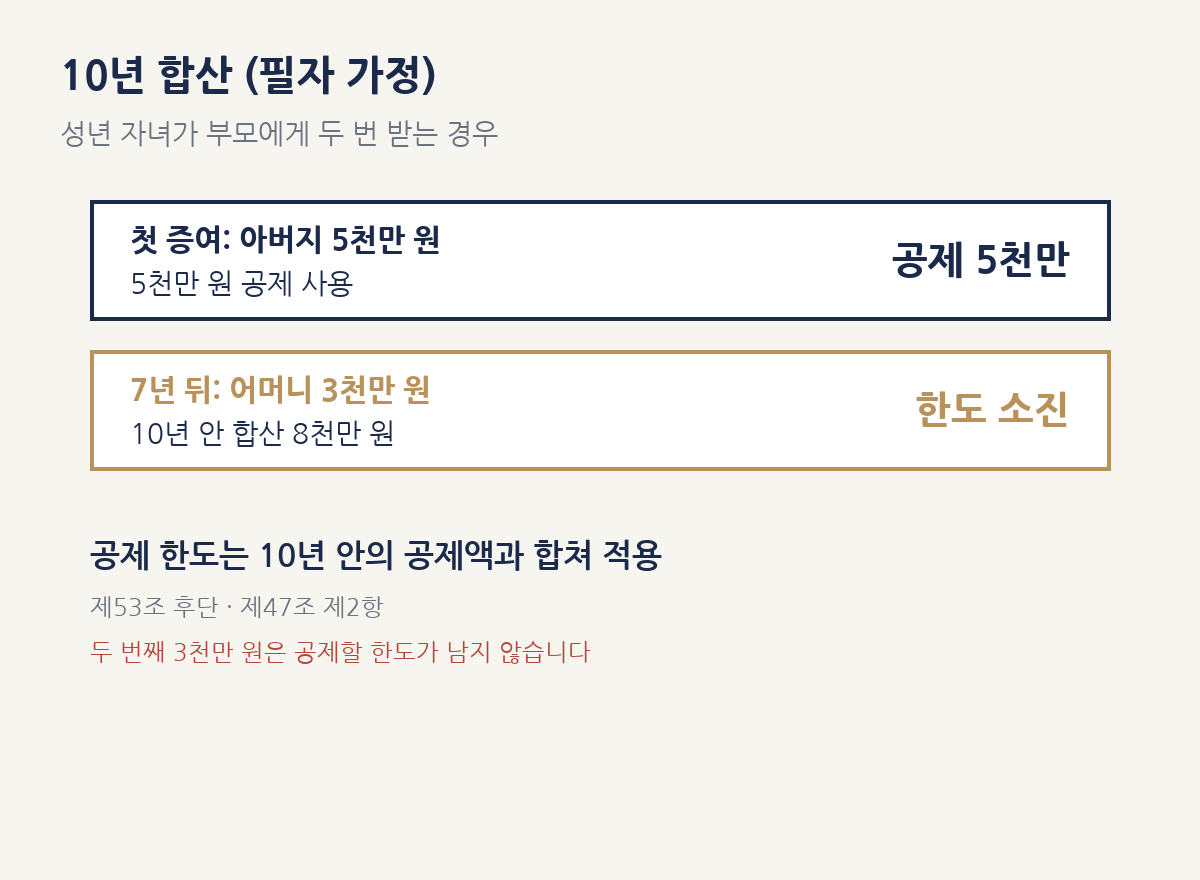 10년 합산 (필자 가정)
성년 자녀가 부모에게 두 번 받는 경우
첫 증여: 아버지 5천만 원
5천만 원 공제 사용
공제 5천만
7년 뒤: 어머니 3천만 원
10년 안 합산 8천만 원
한도 소진
공제 한도는 10년 안의 공제액과 합쳐 적용
제53조 후단 · 제47조 제2항
두 번째 3천만 원은 공제할 한도가 남지 않습니다